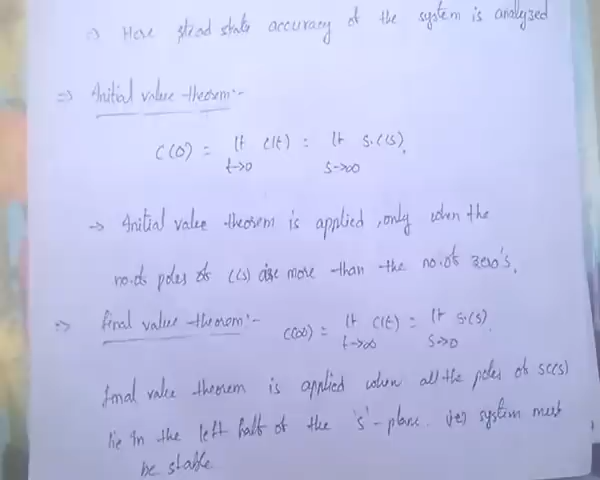 → Here stead state accuracy of the system is analyzed
⇒ Initial value theorem:-
C(0) = lt c(t) = lt s.c(s).
t→0 s→∞
→ Initial value theorem is applied, only when the
no.of poles of c(s) are more than the no.of zero's.
⇒ final value theorem:- c(∞) = lt c(t) = lt s.c(s)
t→∞ s→0
final value theorem is applied when all the poles of sc(s)
lie in the left half of the 's'-plane. (ie) system must
be stable